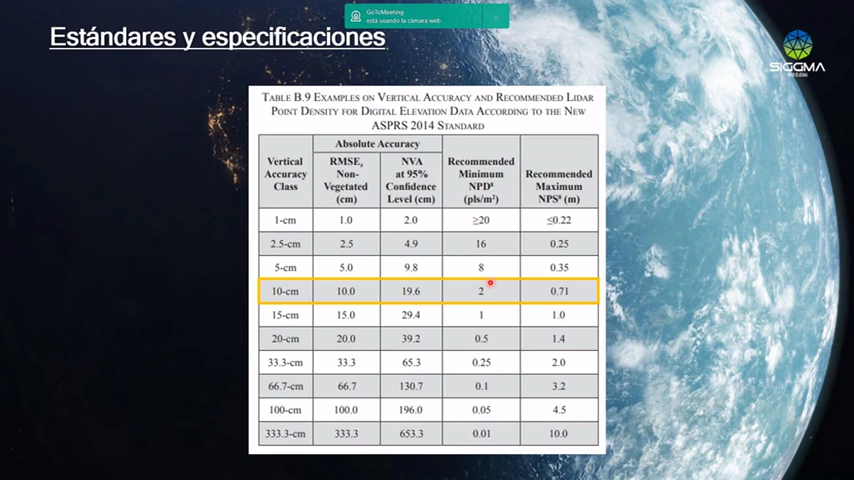 GoToMeeting
está usando la cámara web
Estándares y especificaciones
SIGGMA
TABLE B.9 EXAMPLES ON VERTICAL ACCURACY AND RECOMMENDED LIDAR
POINT DENSITY FOR DIGITAL ELEVATION DATA ACCORDING TO THE NEW
ASPRS 2014 STANDARD
Vertical Accuracy Class | Absolute Accuracy | Recommended Minimum NPD⁸ (pls/m²) | Recommended Maximum NPS⁸ (m)
RMSEz Non-Vegetated (cm) | NVA at 95% Confidence Level (cm)
1-cm 1.0 2.0 ≥20 ≤0.22
2.5-cm 2.5 4.9 16 0.25
5-cm 5.0 9.8 8 0.35
10-cm 10.0 19.6 2 0.71
15-cm 15.0 29.4 1 1.0
20-cm 20.0 39.2 0.5 1.4
33.3-cm 33.3 65.3 0.25 2.0
66.7-cm 66.7 130.7 0.1 3.2
100-cm 100.0 196.0 0.05 4.5
333.3-cm 333.3 653.3 0.01 10.0